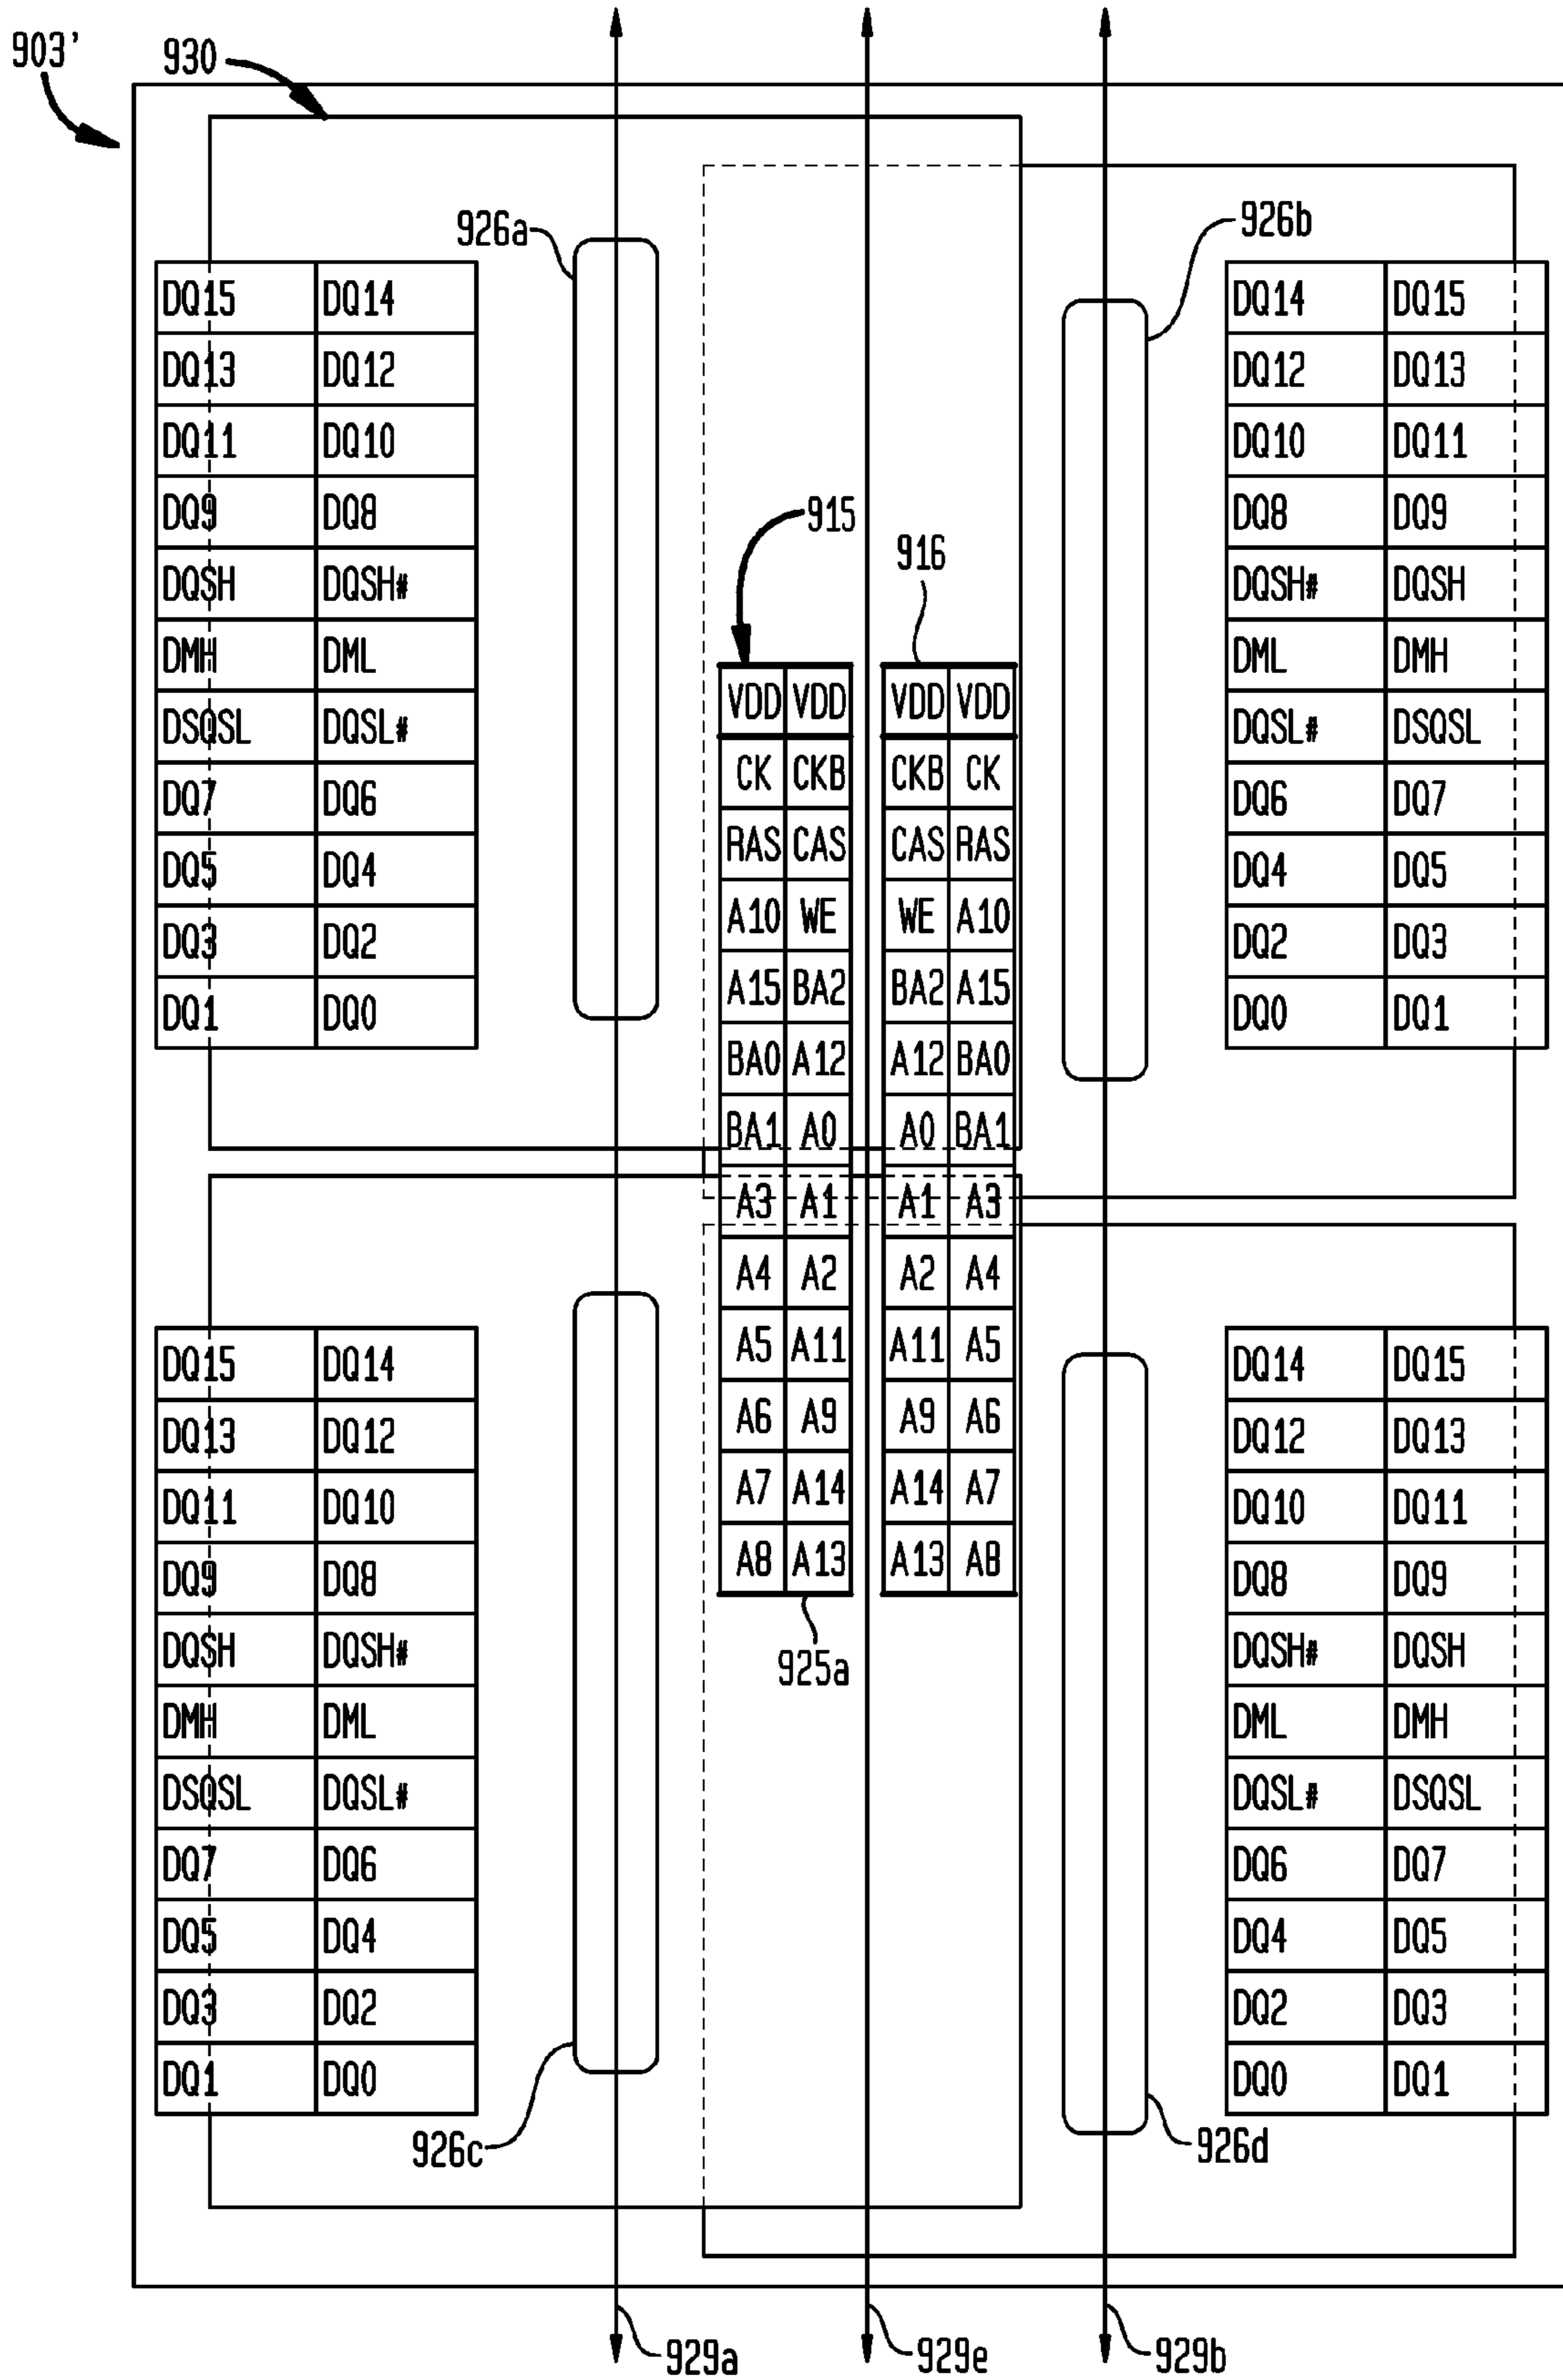 903'
930
926a
926b
DQ15 DQ14 DQ14 DQ15
DQ13 DQ12 DQ12 DQ13
DQ11 DQ10 DQ10 DQ11
DQ9 DQ8 DQ8 DQ9
915
916
DQSH DQSH# DQSH# DQSH
DMH DML DML DMH
VDD VDD VDD VDD
DSQSL DQSL# DQSL# DSQSL
CK CKB CKB CK
DQ7 DQ6 DQ6 DQ7
RAS CAS CAS RAS
DQ5 DQ4 DQ4 DQ5
A10 WE WE A10
DQ3 DQ2 DQ2 DQ3
A15 BA2 BA2 A15
DQ1 DQ0 DQ0 DQ1
BA0 A12 A12 BA0
BA1 A0 A0 BA1
A3 A1 A1 A3
A4 A2 A2 A4
A5 A11 A11 A5
DQ15 DQ14 DQ14 DQ15
A6 A9 A9 A6
DQ13 DQ12 DQ12 DQ13
A7 A14 A14 A7
DQ11 DQ10 DQ10 DQ11
A8 A13 A13 A8
DQ9 DQ8 DQ8 DQ9
925a
DQSH DQSH# DQSH# DQSH
DMH DML DML DMH
DSQSL DQSL# DQSL# DSQSL
DQ7 DQ6 DQ6 DQ7
DQ5 DQ4 DQ4 DQ5
DQ3 DQ2 DQ2 DQ3
DQ1 DQ0 DQ0 DQ1
926c
926d
929a
929e
929b